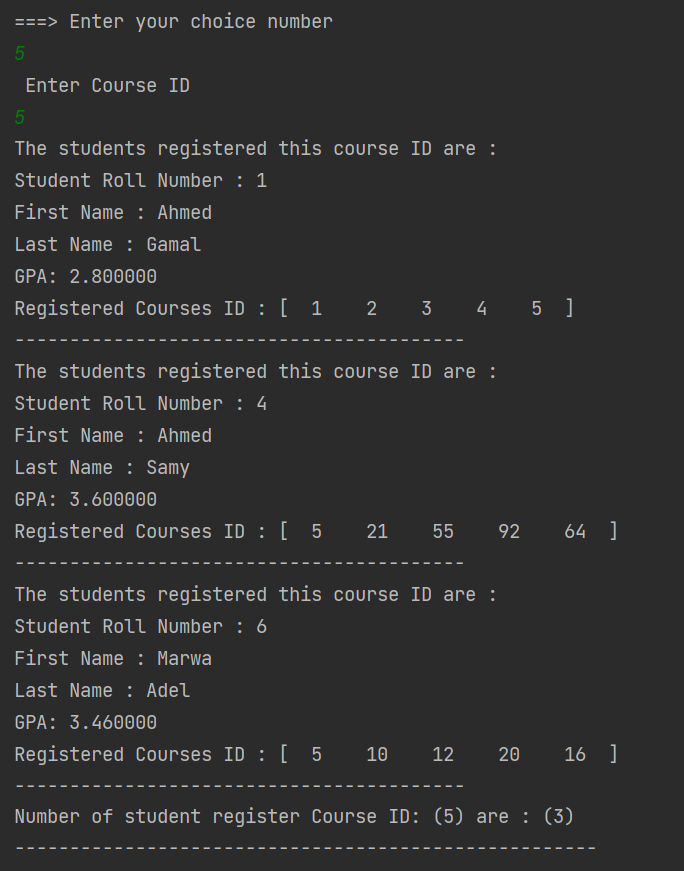 ===> Enter your choice number
5
 Enter Course ID
5
The students registered this course ID are :
Student Roll Number : 1
First Name : Ahmed
Last Name : Gamal
GPA: 2.800000
Registered Courses ID : [  1    2    3    4    5  ]
-----------------------------------------
The students registered this course ID are :
Student Roll Number : 4
First Name : Ahmed
Last Name : Samy
GPA: 3.600000
Registered Courses ID : [  5    21    55    92    64  ]
-----------------------------------------
The students registered this course ID are :
Student Roll Number : 6
First Name : Marwa
Last Name : Adel
GPA: 3.460000
Registered Courses ID : [  5    10    12    20    16  ]
-----------------------------------------
Number of student register Course ID: (5) are : (3)
-----------------------------------------------------